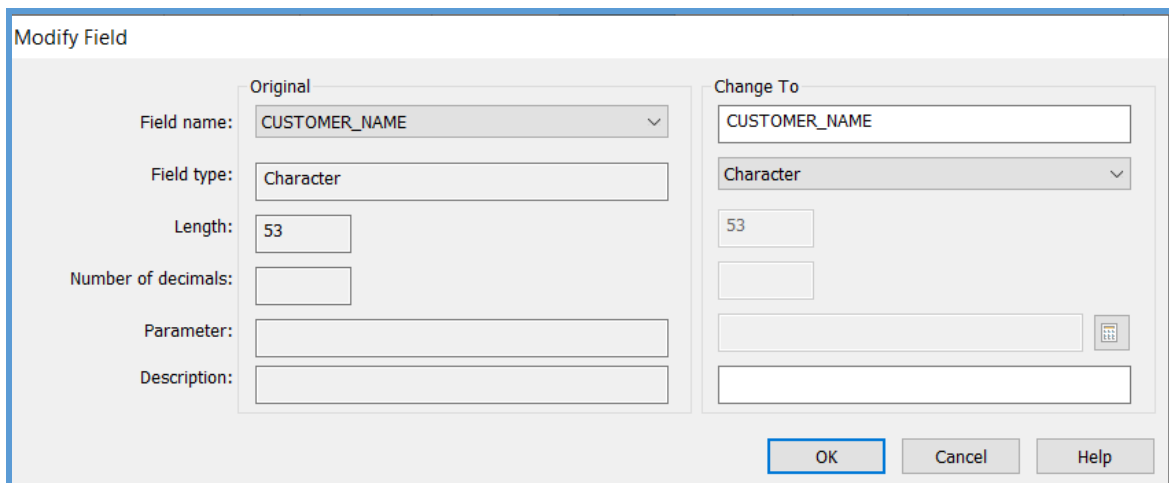 Modify Field
Original
Change To
Field name:
CUSTOMER_NAME
CUSTOMER_NAME
Field type:
Character
Character
Length:
53
53
Number of decimals:
Parameter:
Description:
OK
Cancel
Help